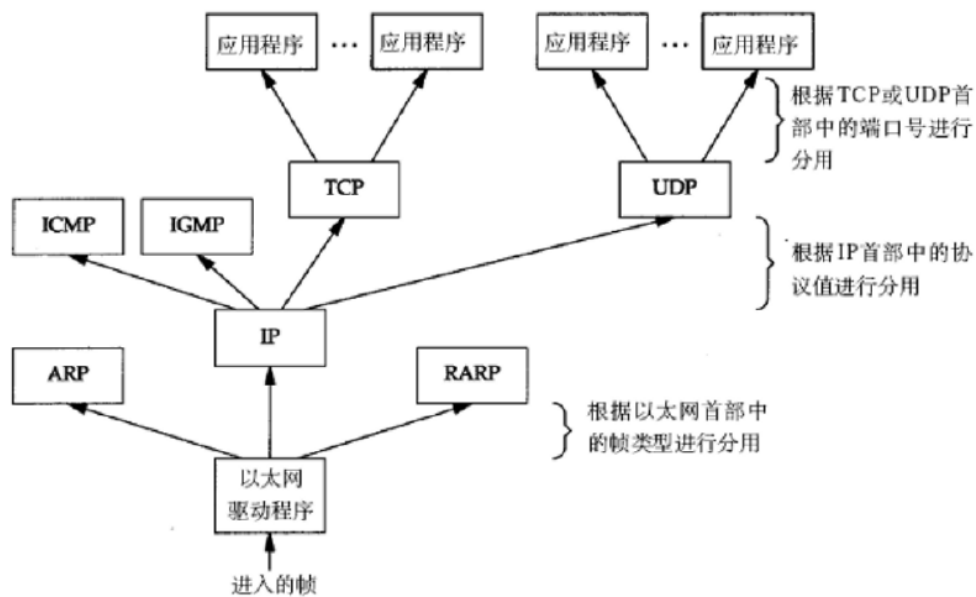 应用程序 ... 应用程序 应用程序 ... 应用程序
根据TCP或UDP首
部中的端口号进行
分用
TCP UDP
ICMP IGMP
根据IP首部中的协
议值进行分用
IP
ARP RARP
根据以太网首部中
的帧类型进行分用
以太网
驱动程序
进入的帧